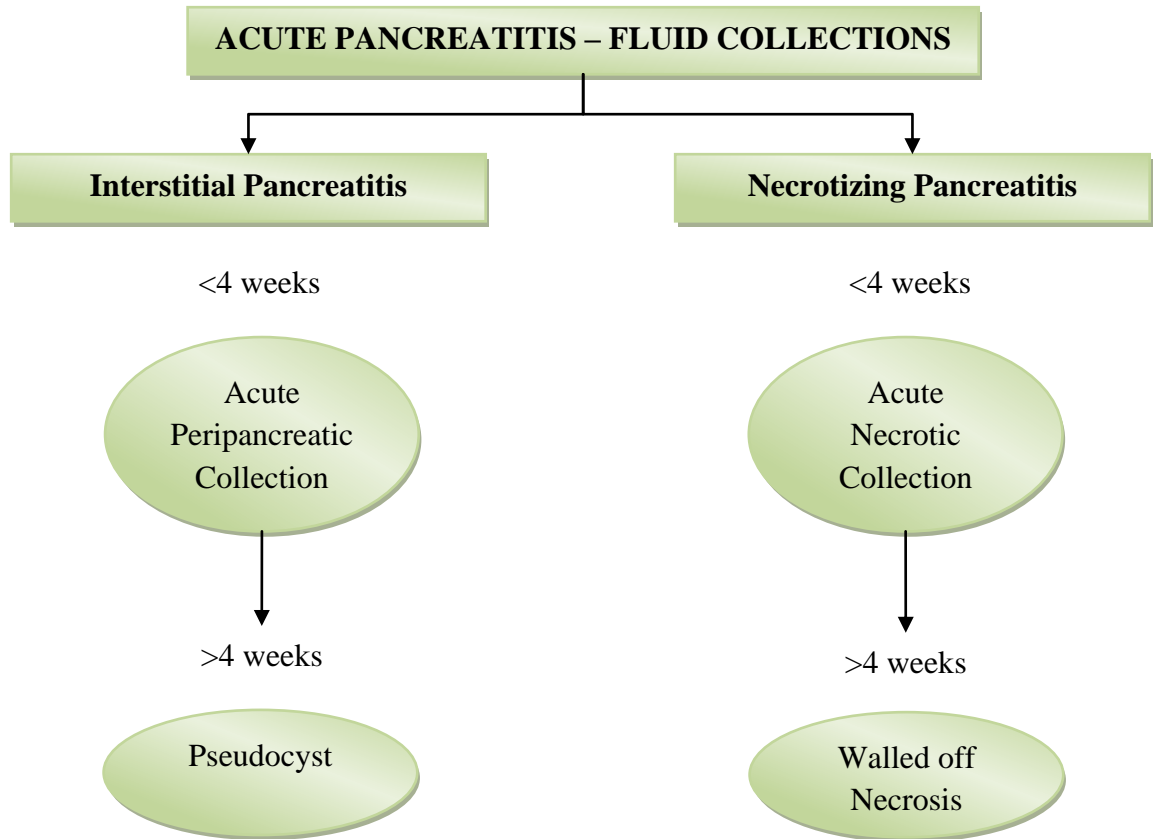 ACUTE PANCREATITIS – FLUID COLLECTIONS
Interstitial Pancreatitis
Necrotizing Pancreatitis
<4 weeks
<4 weeks
Acute
Peripancreatic
Collection
Acute
Necrotic
Collection
>4 weeks
>4 weeks
Pseudocyst
Walled off
Necrosis